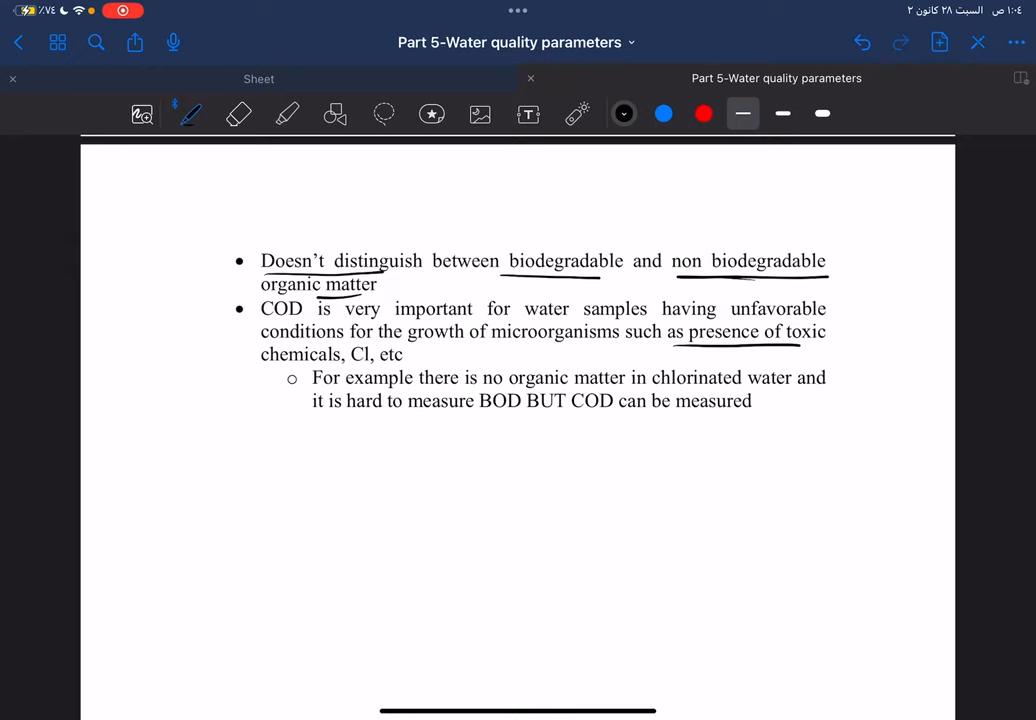 ٪٧٤ ١:٠٤ ص السبت ٢٨ كانون ٢
Part 5-Water quality parameters
Sheet
Part 5-Water quality parameters
T
• Doesn’t distinguish between biodegradable and non biodegradable
organic matter
• COD is very important for water samples having unfavorable
conditions for the growth of microorganisms such as presence of toxic
chemicals, Cl, etc
o For example there is no organic matter in chlorinated water and
it is hard to measure BOD BUT COD can be measured